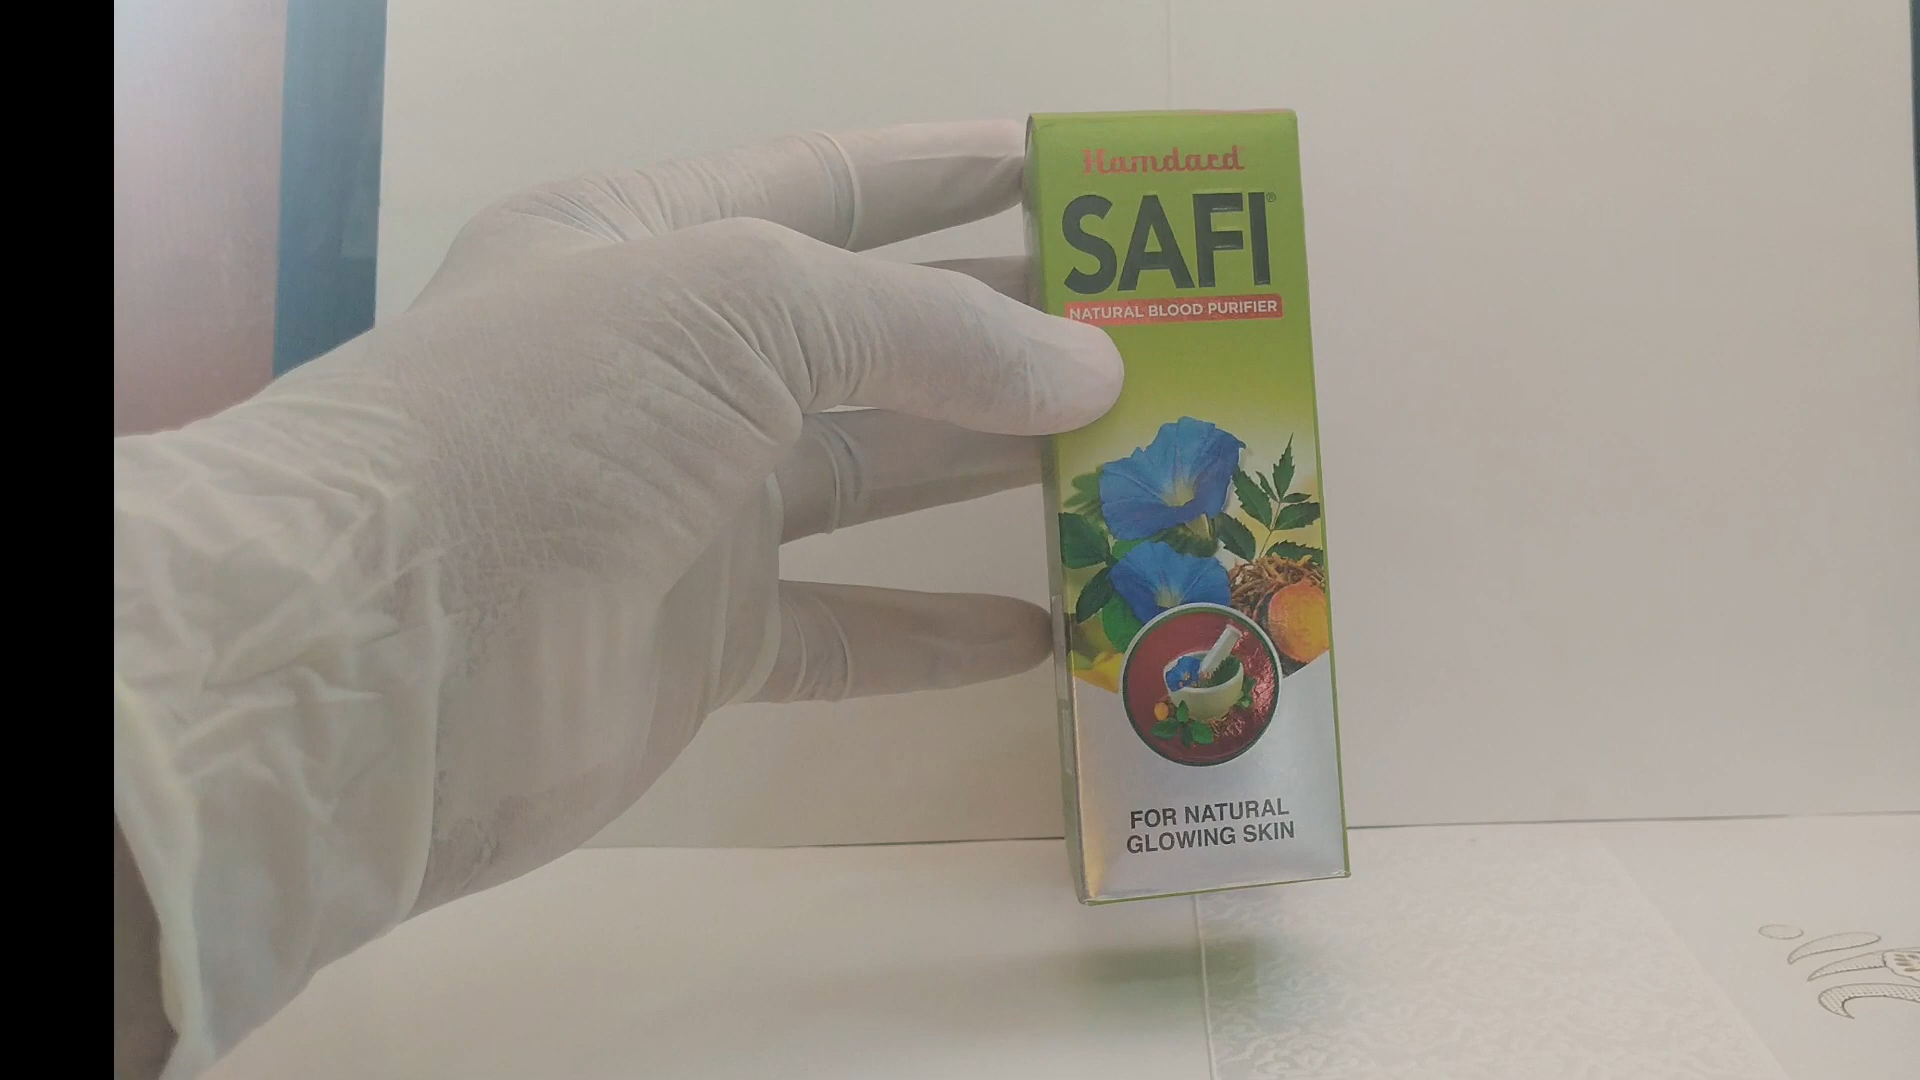 Hamdard
SAFI®
NATURAL BLOOD PURIFIER
FOR NATURAL
GLOWING SKIN